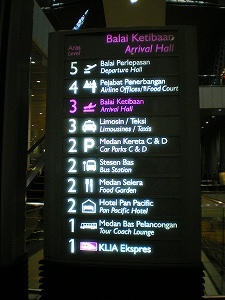 Balai Ketibaan
Arrival Hall
Aras
Level
5 Balai Perlepasan
Departure Hall
4 Pejabat Penerbangan
Airline Offices/Food Court
3 Balai Ketibaan
Arrival Hall
3 Limosin / Teksi
Limousines / Taxis
2 Medan Kereta C & D
Car Parks C & D
2 Stesen Bas
Bus Station
2 Medan Selera
Food Garden
2 Hotel Pan Pacific
Pan Pacific Hotel
1 Medan Bas Pelancongan
Tour Coach Lounge
1 KLIA Ekspres